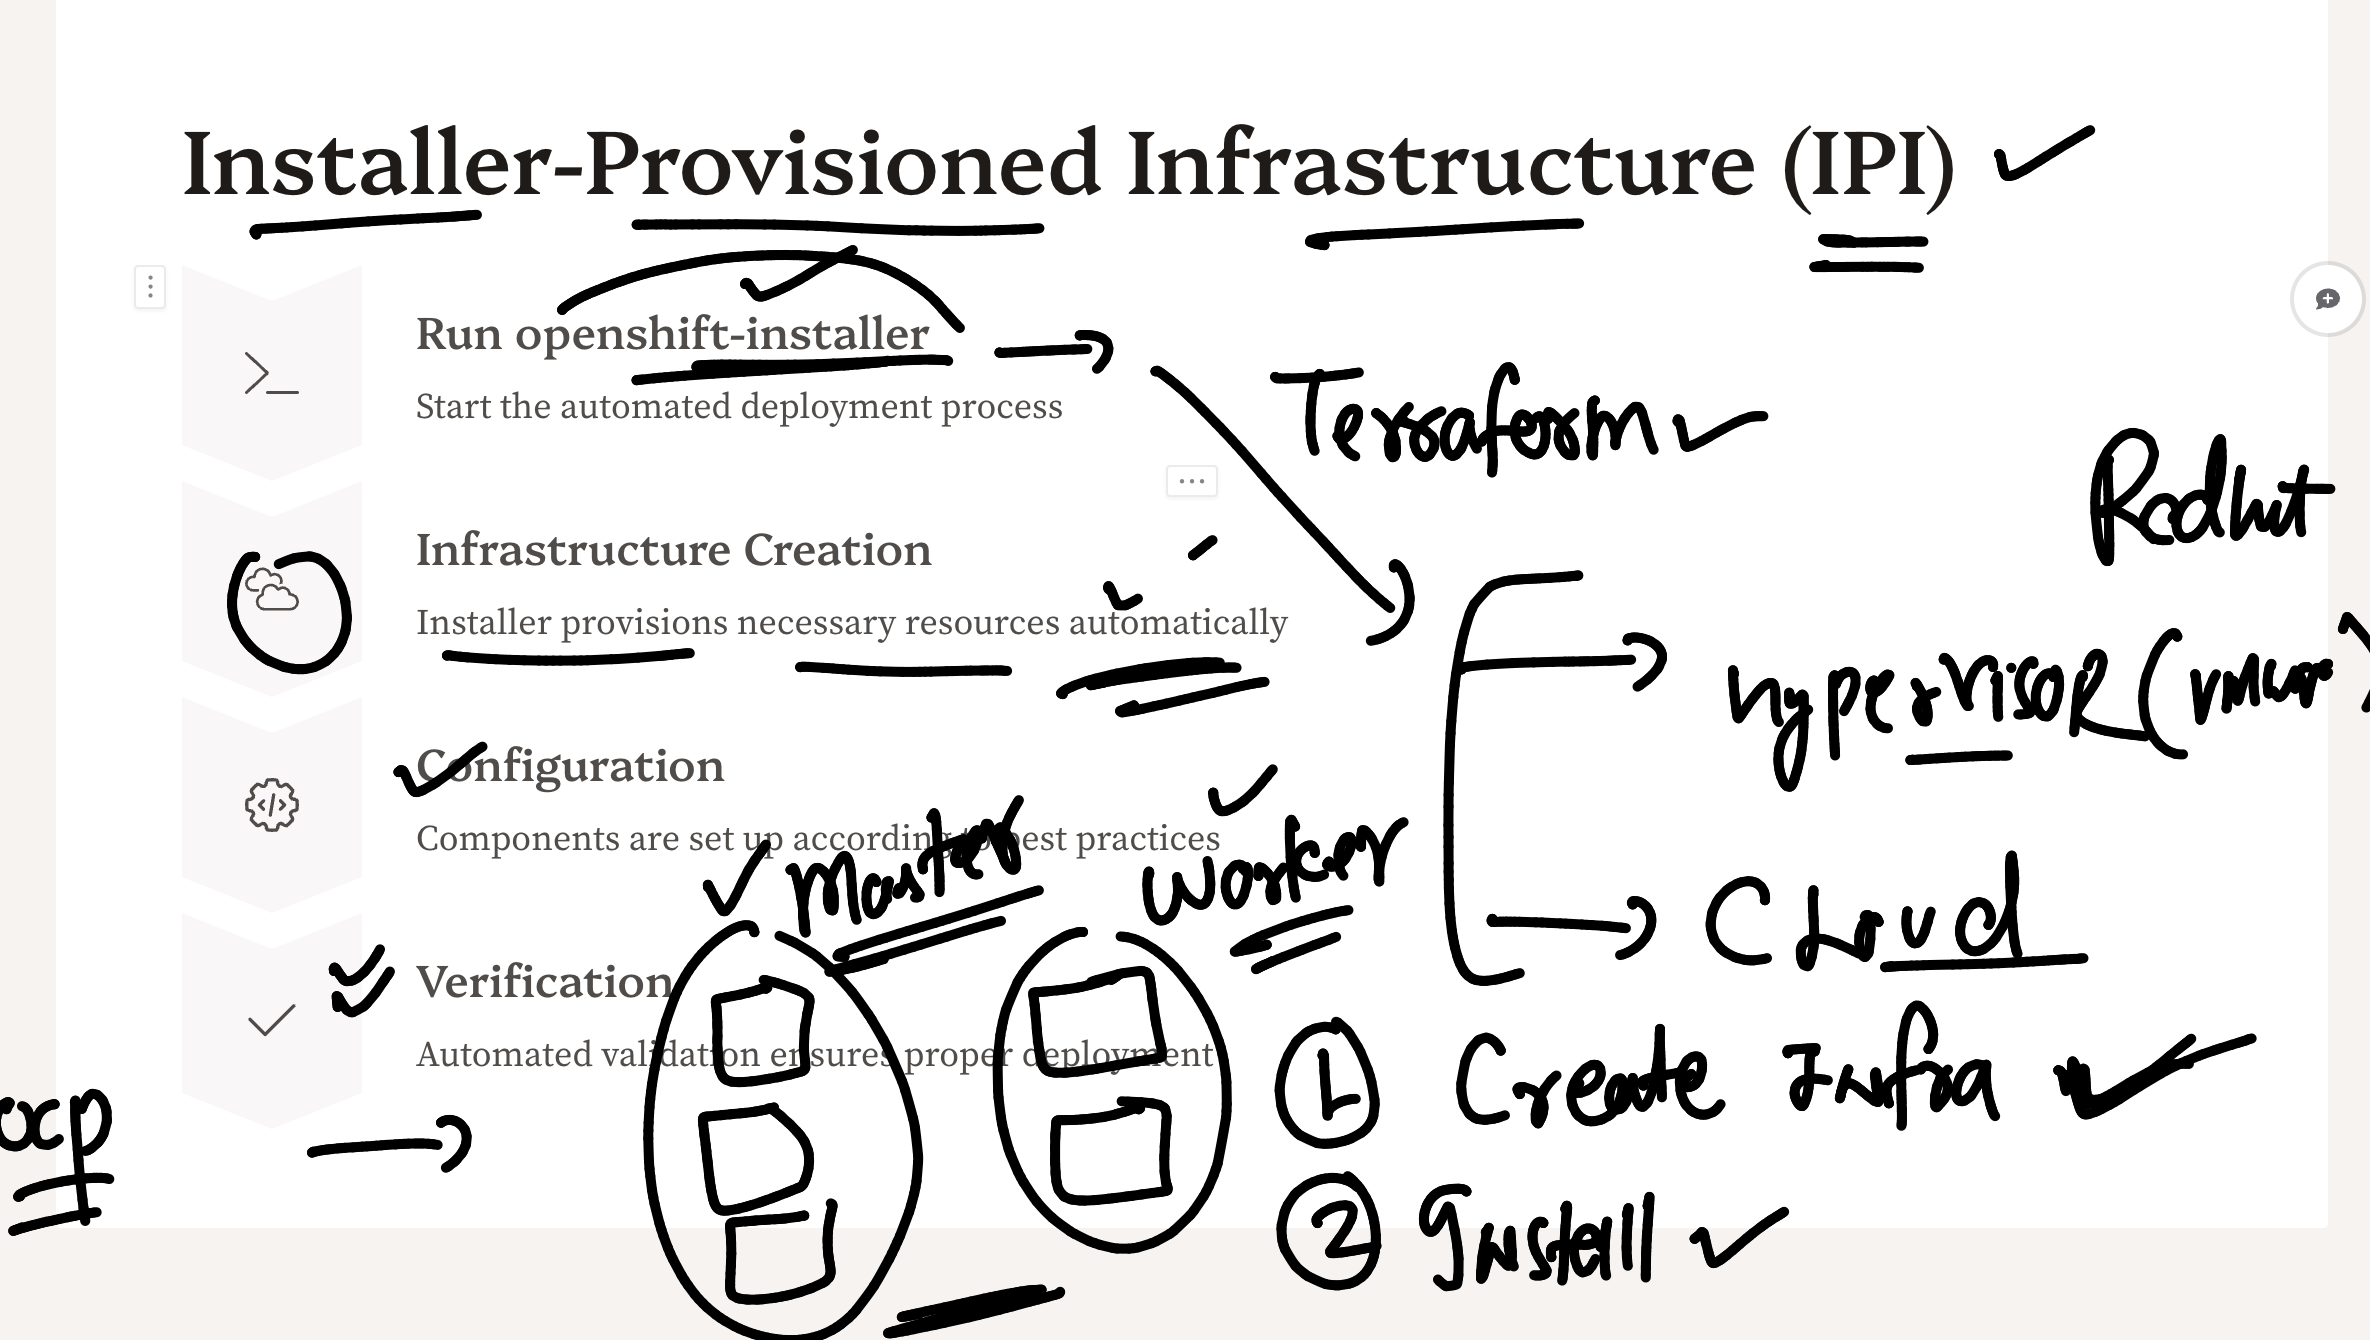 Installer-Provisioned Infrastructure (IPI)
Run openshift-installer
Start the automated deployment process
Terraform
Redhat
Infrastructure Creation
Installer provisions necessary resources automatically
Hypervisor (vmware)
Configuration
Components are set up according to best practices
Master
Worker
Cloud
Verification
Automated validation ensures proper deployment
OCP
1 Create Infra
2 Install